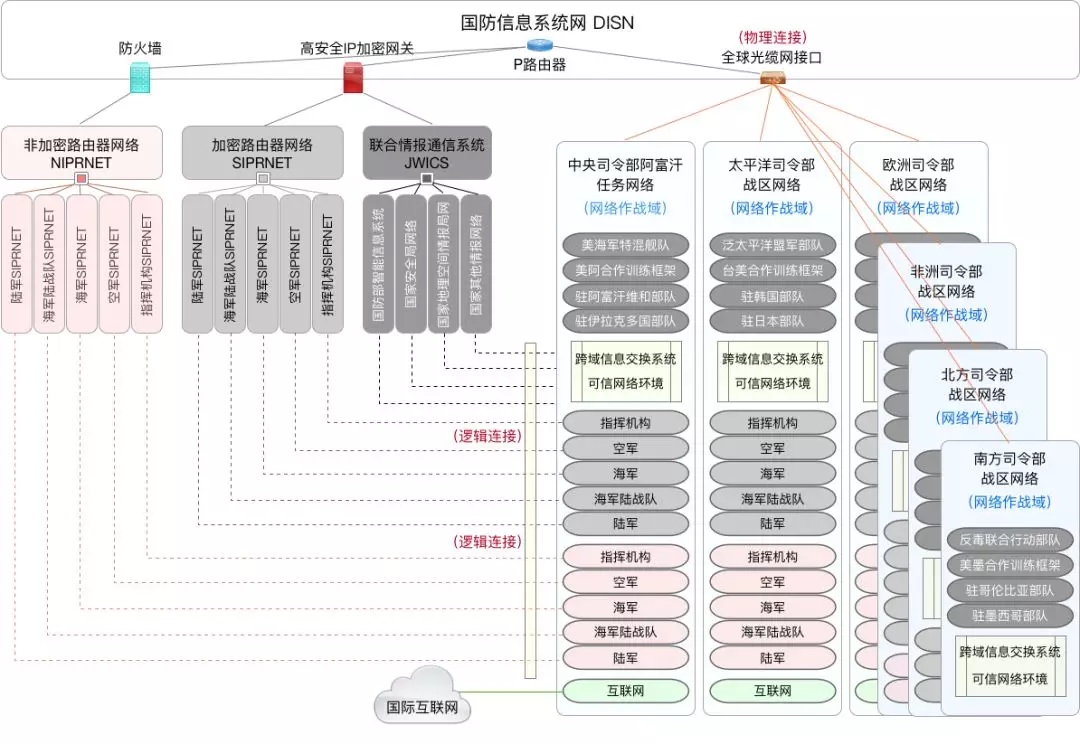 国防信息系统网 DISN
防火墙
高安全IP加密网关
P路由器
(物理连接)
全球光缆网接口
非加密路由器网络
NIPRNET
陆军SIPRNET
海军陆战队SIPRNET
海军SIPRNET
空军SIPRNET
指挥机构SIPRNET
加密路由器网络
SIPRNET
陆军SIPRNET
海军陆战队SIPRNET
海军SIPRNET
空军SIPRNET
指挥机构SIPRNET
联合情报通信系统
JWICS
国防部智能信息系统
国家安全局网络
国家地理空间情报局网
国家其他情报网络
(逻辑连接)
(逻辑连接)
国际互联网
中央司令部阿富汗
任务网络
(网络作战域)
美海军特混舰队
美阿合作训练框架
驻阿富汗维和部队
驻伊拉克多国部队
跨域信息交换系统
可信网络环境
指挥机构
空军
海军
海军陆战队
陆军
指挥机构
空军
海军
海军陆战队
陆军
互联网
太平洋司令部
战区网络
(网络作战域)
泛太平洋盟军部队
台美合作训练框架
驻韩国部队
驻日本部队
跨域信息交换系统
可信网络环境
指挥机构
空军
海军
海军陆战队
陆军
指挥机构
空军
海军
海军陆战队
陆军
互联网
欧洲司令部
战区网络
(网络作战域)
非洲司令部
战区网络
(网络作战域)
北方司令部
战区网络
(网络作战域)
南方司令部
战区网络
(网络作战域)
反毒联合行动部队
美墨合作训练框架
驻哥伦比亚部队
驻墨西哥部队
跨域信息交换系统
可信网络环境